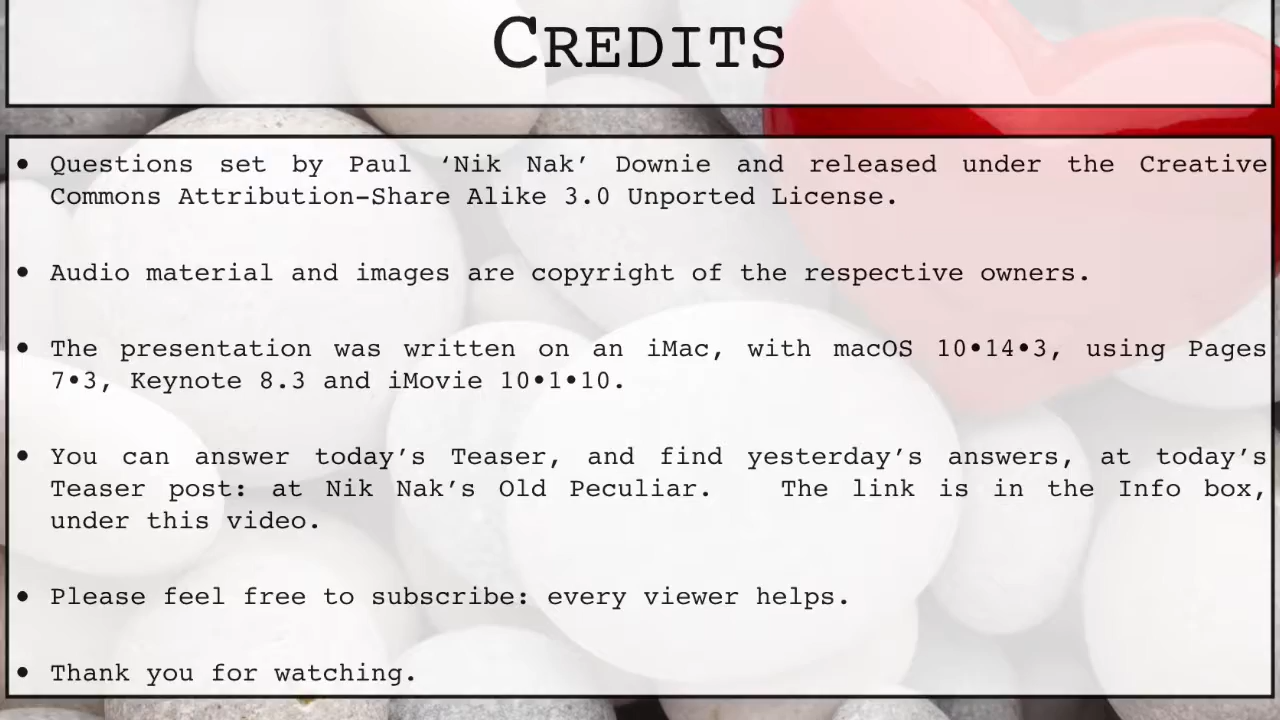 CREDITS
• Questions set by Paul ‘Nik Nak’ Downie and released under the Creative
Commons Attribution-Share Alike 3.0 Unported License.
• Audio material and images are copyright of the respective owners.
• The presentation was written on an iMac, with macOS 10•14•3, using Pages
7•3, Keynote 8.3 and iMovie 10•1•10.
• You can answer today’s Teaser, and find yesterday’s answers, at today’s
Teaser post: at Nik Nak’s Old Peculiar. The link is in the Info box,
under this video.
• Please feel free to subscribe: every viewer helps.
• Thank you for watching.